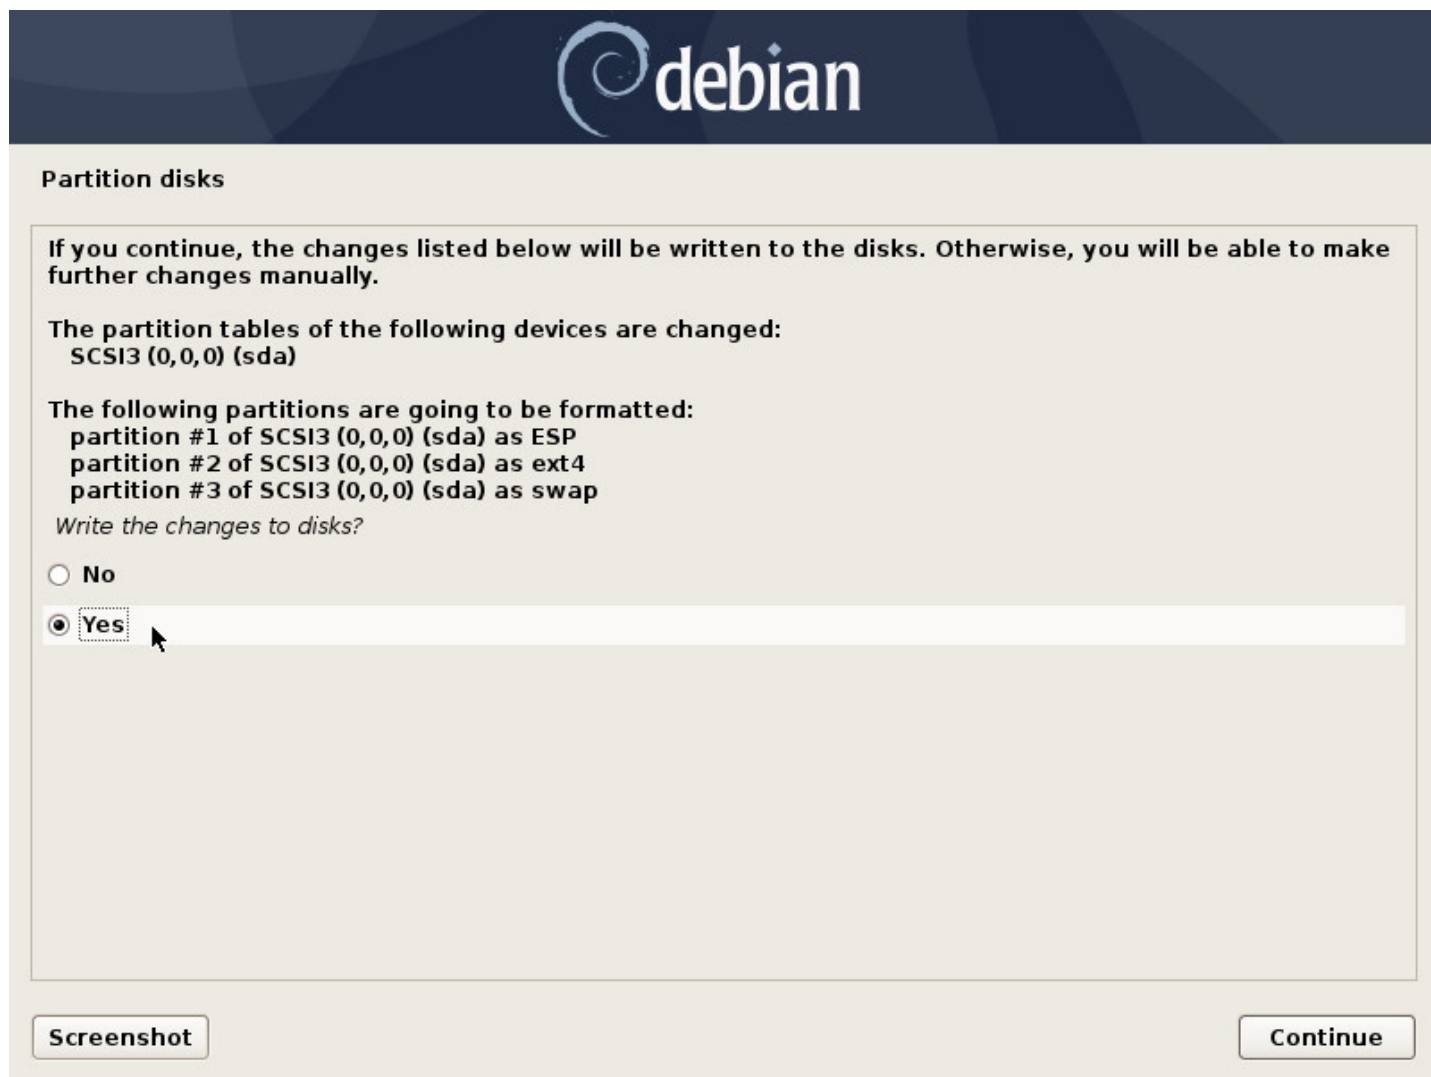 debian
Partition disks
If you continue, the changes listed below will be written to the disks. Otherwise, you will be able to make
further changes manually.
The partition tables of the following devices are changed:
SCSI3 (0,0,0) (sda)
The following partitions are going to be formatted:
partition #1 of SCSI3 (0,0,0) (sda) as ESP
partition #2 of SCSI3 (0,0,0) (sda) as ext4
partition #3 of SCSI3 (0,0,0) (sda) as swap
Write the changes to disks?
No
Yes
Screenshot
Continue